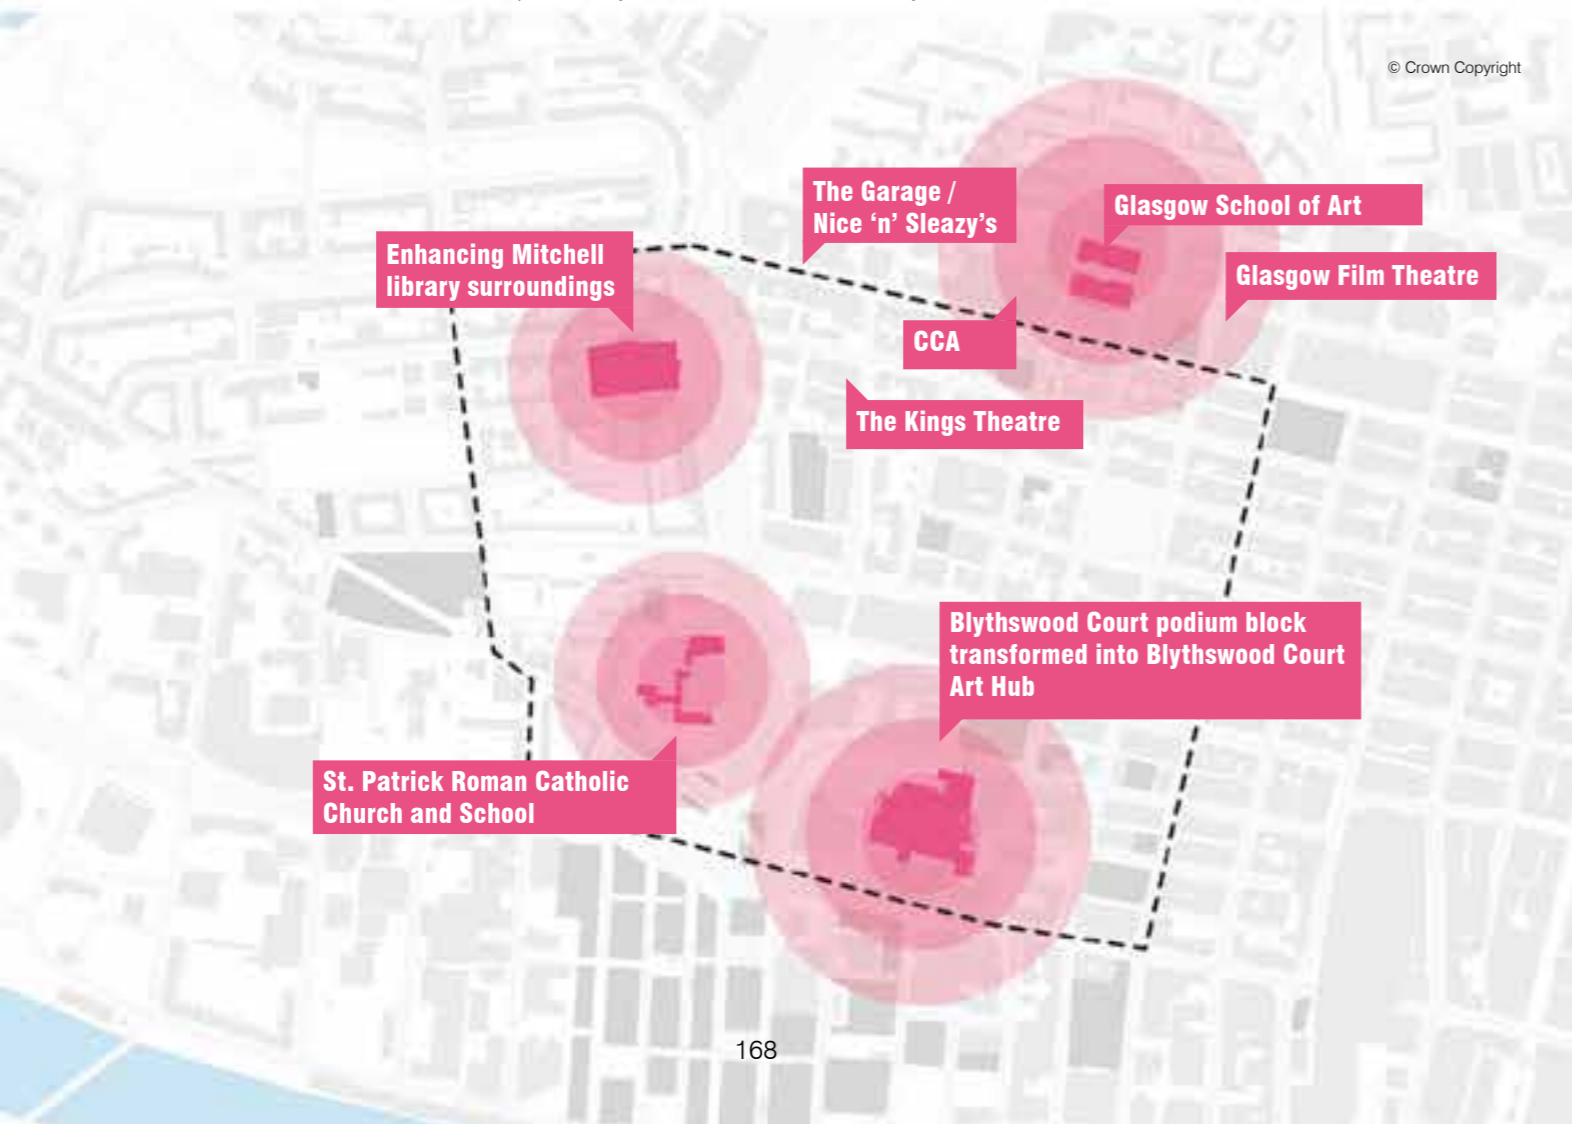 © Crown Copyright
The Garage /
Nice ‘n’ Sleazy’s
Glasgow School of Art
Enhancing Mitchell
library surroundings
Glasgow Film Theatre
CCA
The Kings Theatre
Blythswood Court podium block
transformed into Blythswood Court
Art Hub
St. Patrick Roman Catholic
Church and School
168